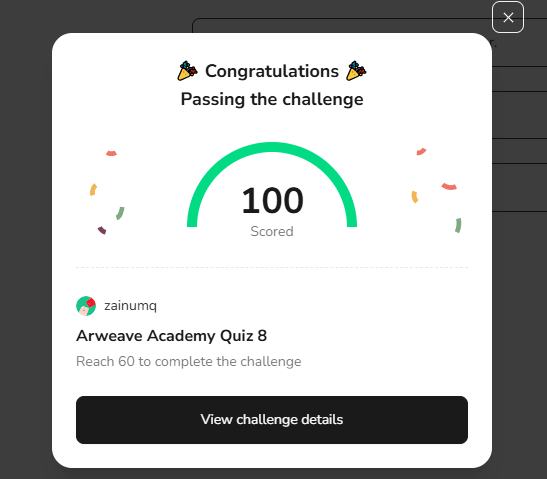 Congratulations
Passing the challenge
100
Scored
zainumq
Arweave Academy Quiz 8
Reach 60 to complete the challenge
View challenge details